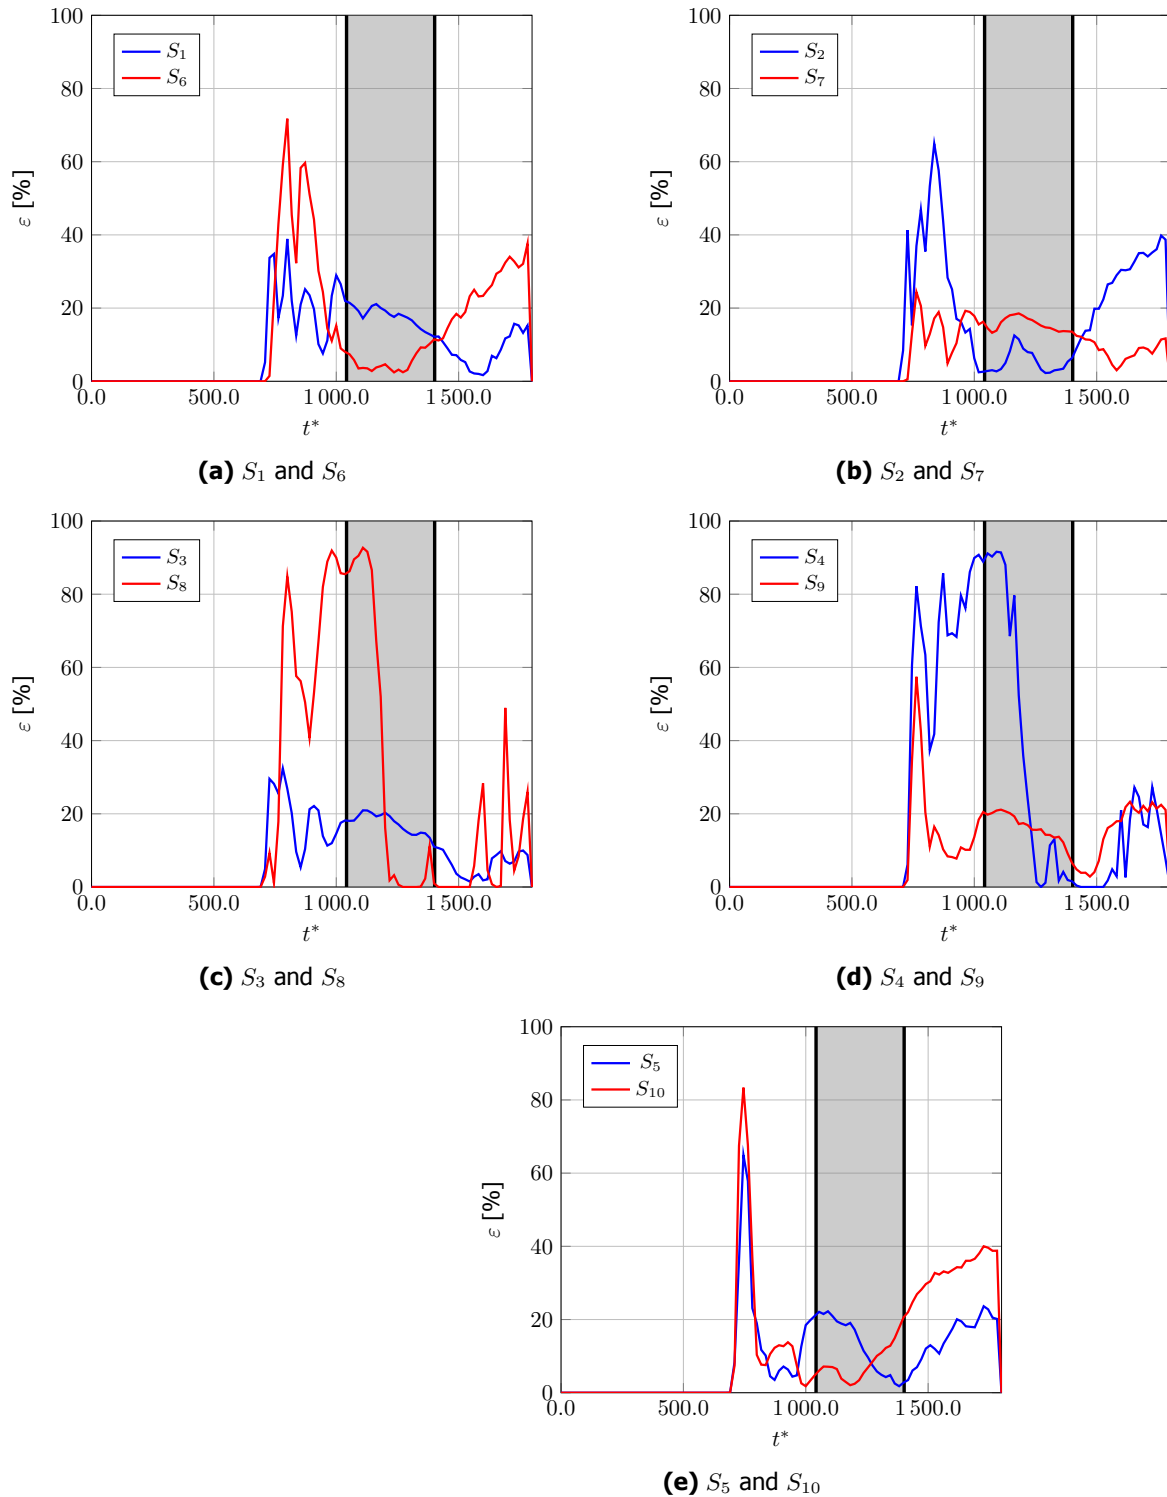 100
80
60
40
20
0
0.0 500.0 1 000.0 1 500.0
ε [%]
t*
S1
S6
(a) S1 and S6
100
80
60
40
20
0
0.0 500.0 1 000.0 1 500.0
ε [%]
t*
S2
S7
(b) S2 and S7
100
80
60
40
20
0
0.0 500.0 1 000.0 1 500.0
ε [%]
t*
S3
S8
(c) S3 and S8
100
80
60
40
20
0
0.0 500.0 1 000.0 1 500.0
ε [%]
t*
S4
S9
(d) S4 and S9
100
80
60
40
20
0
0.0 500.0 1 000.0 1 500.0
ε [%]
t*
S5
S10
(e) S5 and S10